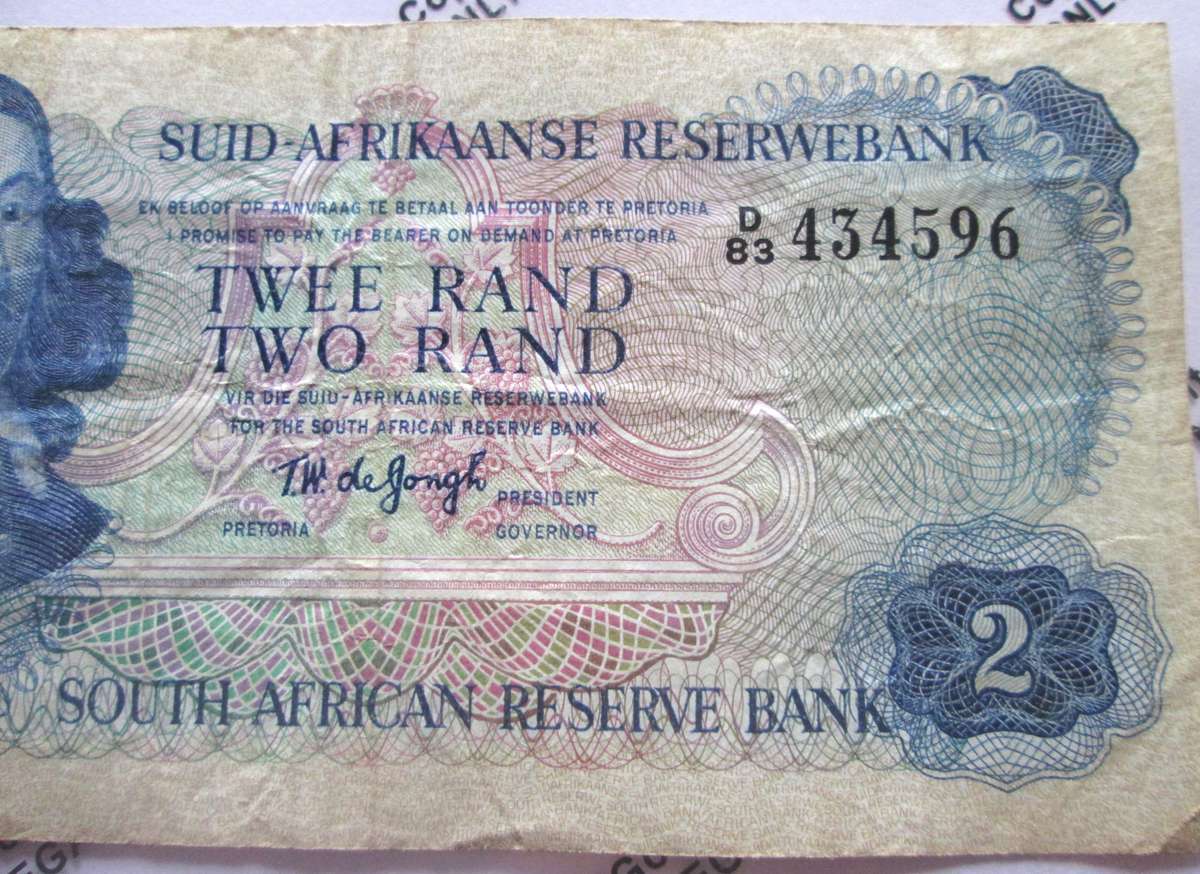 SUID-AFRIKAANSE RESERWEBANK
EK BELOOF OP AANVRAAG TE BETAAL AAN TOONDER TE PRETORIA
I PROMISE TO PAY THE BEARER ON DEMAND AT PRETORIA
D/83 434596
TWEE RAND
TWO RAND
VIR DIE SUID-AFRIKAANSE RESERWEBANK
FOR THE SOUTH AFRICAN RESERVE BANK
T.W. de Jongh
PRESIDENT
PRETORIA GOVERNOR
2
SOUTH AFRICAN RESERVE BANK